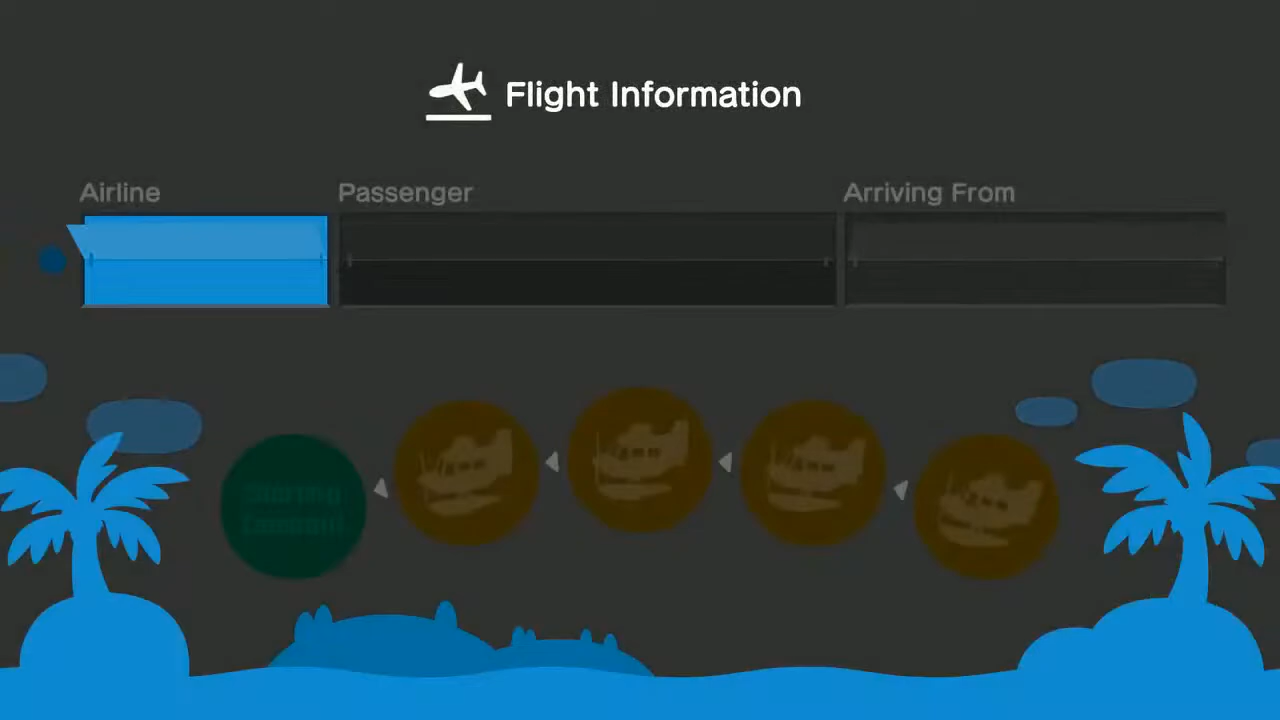 Flight Information
Airline
Passenger
Arriving From